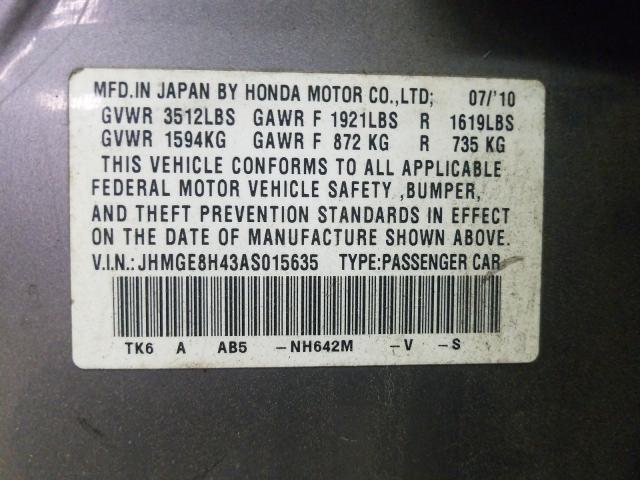 MFD.IN JAPAN BY HONDA MOTOR CO.,LTD; 07/'10
GVWR 3512LBS GAWR F 1921LBS R 1619LBS
GVWR 1594KG GAWR F 872 KG R 735 KG
THIS VEHICLE CONFORMS TO ALL APPLICABLE
FEDERAL MOTOR VEHICLE SAFETY ,BUMPER,
AND THEFT PREVENTION STANDARDS IN EFFECT
ON THE DATE OF MANUFACTURE SHOWN ABOVE.
V.I.N.: JHMGE8H43AS015635 TYPE:PASSENGER CAR
TK6 A AB5 -NH642M -V -S